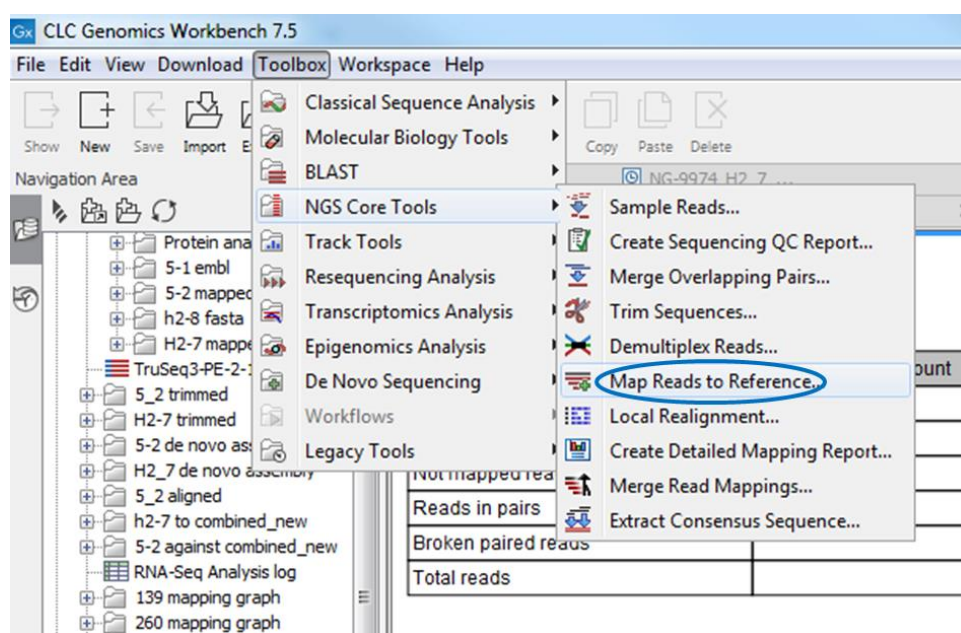 Gx CLC Genomics Workbench 7.5
File Edit View Download Toolbox Workspace Help
Show New Save Import
Copy Paste Delete
Navigation Area
NG-9974 H2_7 ...
Classical Sequence Analysis
Molecular Biology Tools
BLAST
NGS Core Tools
Track Tools
Resequencing Analysis
Transcriptomics Analysis
Epigenomics Analysis
De Novo Sequencing
Workflows
Legacy Tools
Sample Reads...
Create Sequencing QC Report...
Merge Overlapping Pairs...
Trim Sequences...
Demultiplex Reads...
Map Reads to Reference...
Local Realignment...
Create Detailed Mapping Report...
Merge Read Mappings...
Extract Consensus Sequence...
Protein ana
5-1 embl
5-2 mapped
h2-8 fasta
H2-7 mappe
TruSeq3-PE-2-
5_2 trimmed
H2-7 trimmed
5-2 de novo ass
H2_7 de novo assembly
5_2 aligned
h2-7 to combined_new
5-2 against combined_new
RNA-Seq Analysis log
139 mapping graph
260 mapping graph
ount
Not mapped rea
Reads in pairs
Broken paired reads
Total reads